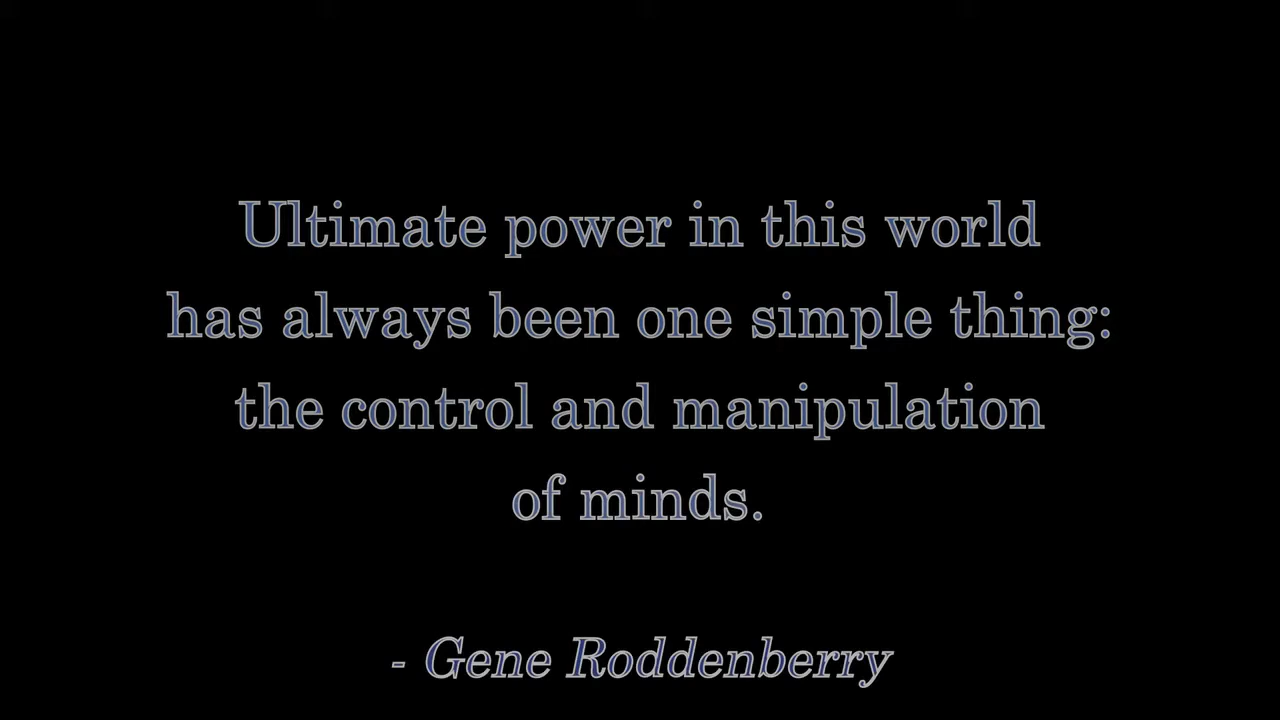 Ultimate power in this world
has always been one simple thing:
the control and manipulation
of minds.
- Gene Roddenberry